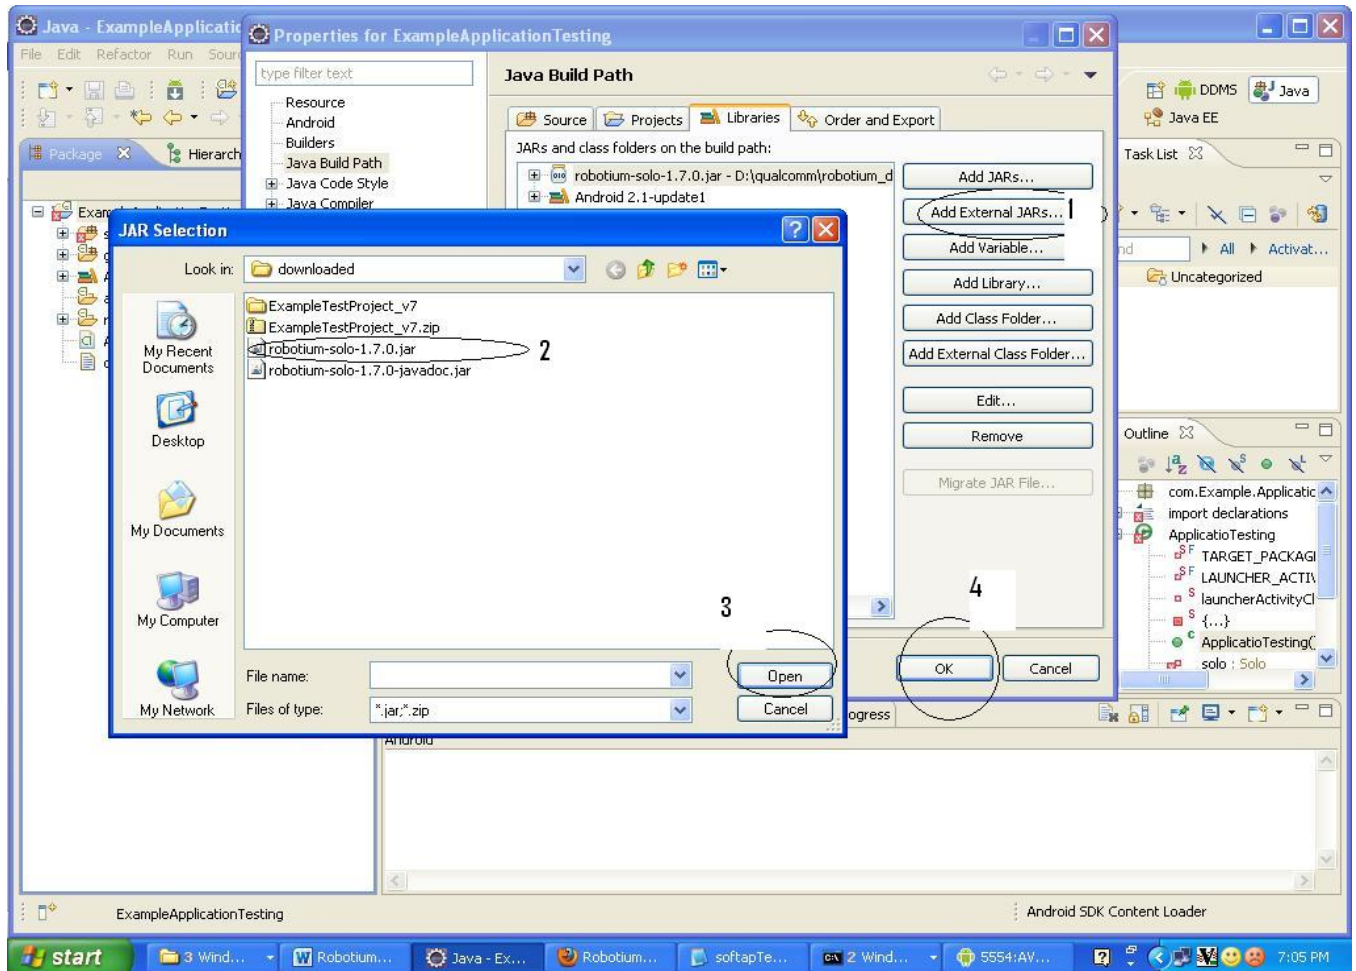 Java - ExampleApplicatic
Properties for ExampleApplicationTesting
File Edit Refactor Run Sour
type filter text
Java Build Path
Resource
Android
Builders
Java Build Path
Java Code Style
Java Compiler
Source Projects Libraries Order and Export
DDMS Java
Java EE
Package Hierarch
JARs and class folders on the build path:
robotium-solo-1.7.0.jar - D:\qualcomm\robotium_d
Android 2.1-update1
Add JARs...
Add External JARs... 1
Add Variable...
Add Library...
Add Class Folder...
Add External Class Folder...
Edit...
Remove
Migrate JAR File...
4
OK Cancel
Task List
All Activat...
Uncategorized
JAR Selection
Look in: downloaded
My Recent Documents
Desktop
My Documents
My Computer
My Network
ExampleTestProject_v7
ExampleTestProject_v7.zip
robotium-solo-1.7.0.jar 2
robotium-solo-1.7.0-javadoc.jar
3
File name: Open
Files of type: *.jar;*.zip Cancel
Outline
com.Example.Applicatic
import declarations
ApplicatioTesting
TARGET_PACKAGI
LAUNCHER_ACTI
launcherActivityCl
{...}
ApplicatioTesting(
solo : Solo
ogress
Android
ExampleApplicationTesting
Android SDK Content Loader
start 3 Wind... Robotium... Java - Ex... Robotium... softapTe... 2 Wind... 5554:AV... 7:05 PM